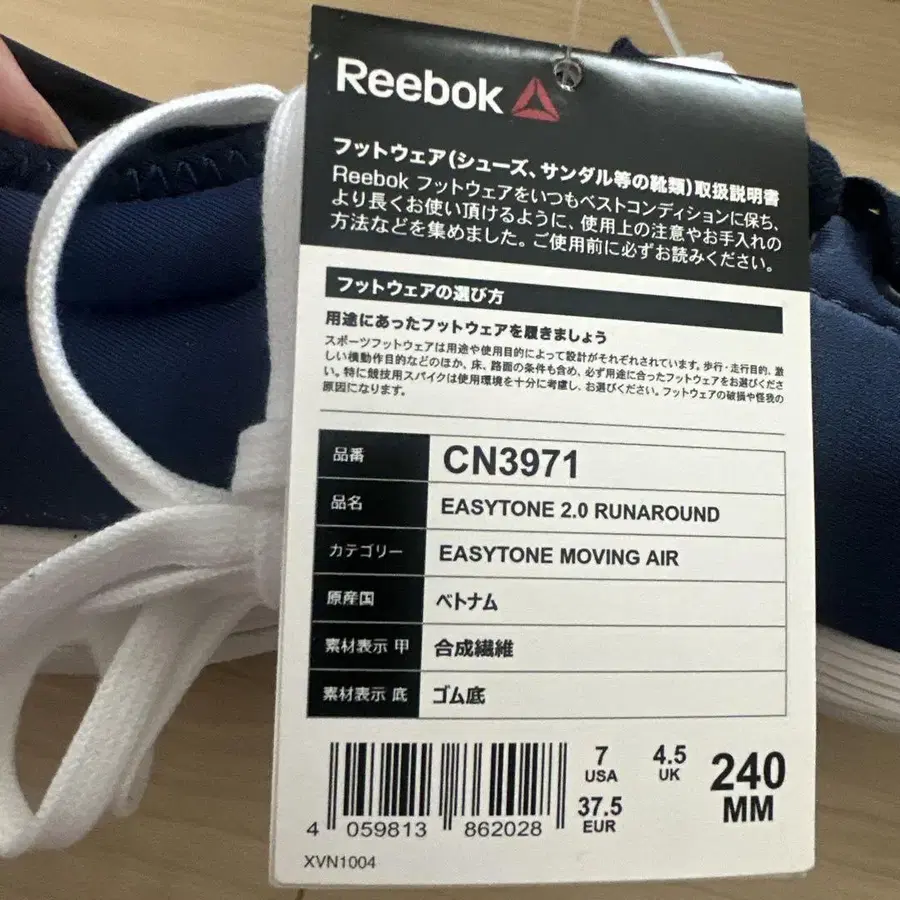 Reebok
フットウェア(シューズ、サンダル等の靴類)取扱説明書
Reebok フットウェアをいつもベストコンディションに保ち、
より長くお使い頂けるように、使用上の注意やお手入れの
方法などを集めました。ご使用前に必ずお読みください。
フットウェアの選び方
用途にあったフットウェアを履きましょう
スポーツフットウェアは用途や使用目的によって設計がそれぞれされています。歩行・走行目的、激
しい横動作目的などのほか、床、路面の条件も含め、必ず用途に合ったフットウェアをお選びくださ
い。特に競技用スパイクは使用環境を十分に考慮し、お選びください。フットウェアの破損や怪我の
原因になります。
品番 CN3971
品名 EASYTONE 2.0 RUNAROUND
カテゴリー EASYTONE MOVING AIR
原産国 ベトナム
素材表示 甲 合成繊維
素材表示 底 ゴム底
7 USA 4.5 UK 240 MM
37.5 EUR
4 059813 862028
XVN1004